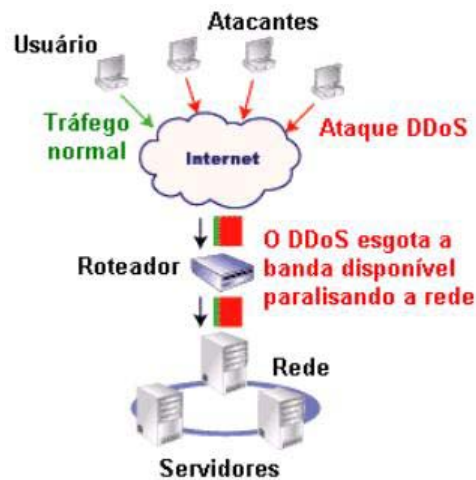 Atacantes
Usuário
Tráfego
normal
Ataque DDoS
Internet
Roteador
O DDoS esgota a
banda disponível
paralisando a rede
Rede
Servidores